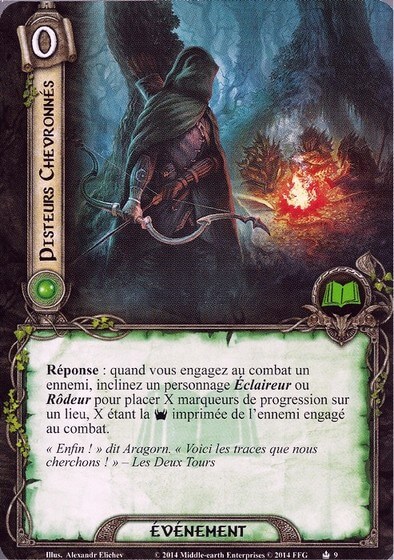 0
Pisteurs Chevronnés
Réponse : quand vous engagez au combat un
ennemi, inclinez un personnage Éclaireur ou
Rôdeur pour placer X marqueurs de progression sur
un lieu, X étant la imprimée de l'ennemi engagé
au combat.
« Enfin ! » dit Aragorn. « Voici les traces que nous
cherchons ! » – Les Deux Tours
ÉVÉNEMENT
Illus. Alexandr Elichev © 2014 Middle-earth Enterprises © 2014 FFG 9